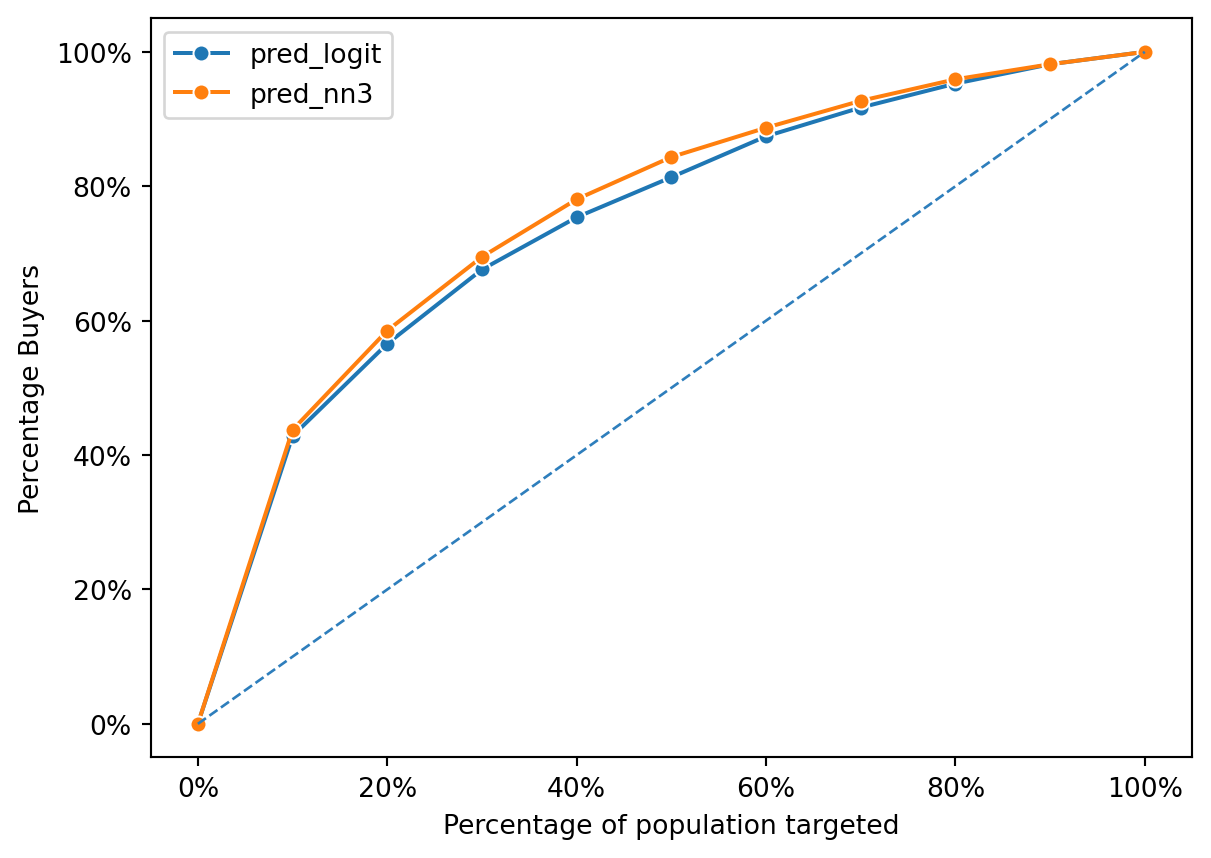 pred_logit
pred_nn3
100%
80%
60%
40%
20%
0%
Percentage Buyers
0% 20% 40% 60% 80% 100%
Percentage of population targeted